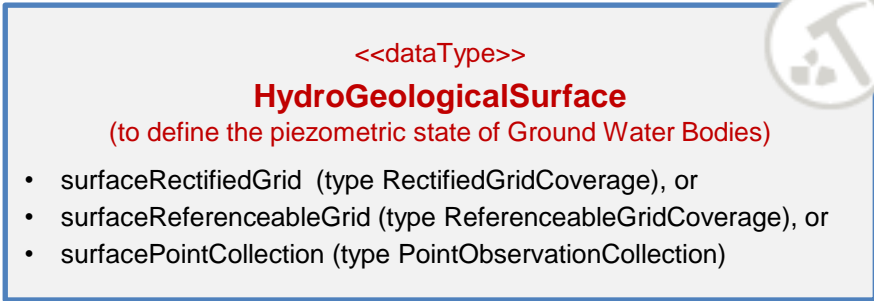 <<dataType>>
HydroGeologicalSurface
(to define the piezometric state of Ground Water Bodies)
• surfaceRectifiedGrid (type RectifiedGridCoverage), or
• surfaceReferenceableGrid (type ReferenceableGridCoverage), or
• surfacePointCollection (type PointObservationCollection)